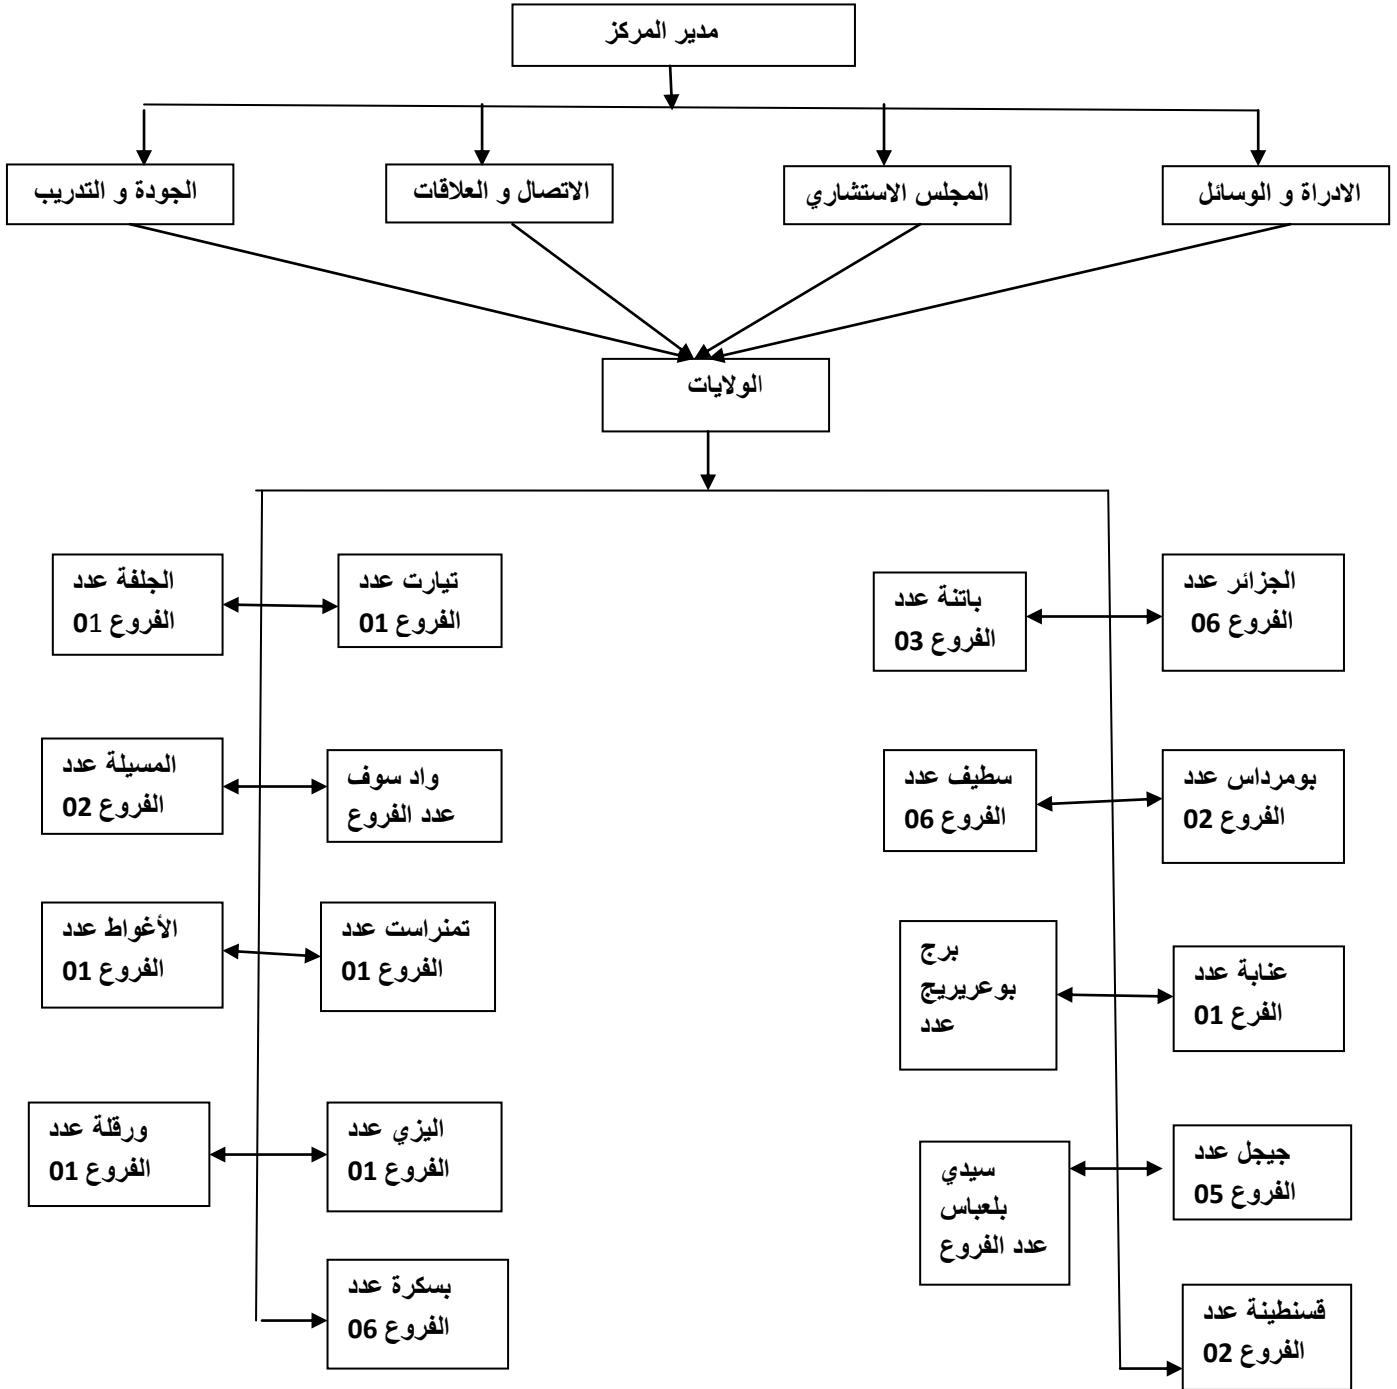 مدير المركز
الادراة و الوسائل
المجلس الاستشاري
الاتصال و العلاقات
الجودة و التدريب
الولايات
الجزائر عدد
الفروع 06
باتنة عدد
الفروع 03
تيارت عدد
الفروع 01
الجلفة عدد
الفروع 01
بومرداس عدد
الفروع 02
سطيف عدد
الفروع 06
واد سوف
عدد الفروع
المسيلة عدد
الفروع 02
عنابة عدد
الفرع 01
برج
بوعريريج
عدد
تمنراست عدد
الفروع 01
الأغواط عدد
الفروع 01
جيجل عدد
الفروع 05
سيدي
بلعباس
عدد الفروع
اليزي عدد
الفروع 01
ورقلة عدد
الفروع 01
قسنطينة عدد
الفروع 02
بسكرة عدد
الفروع 06